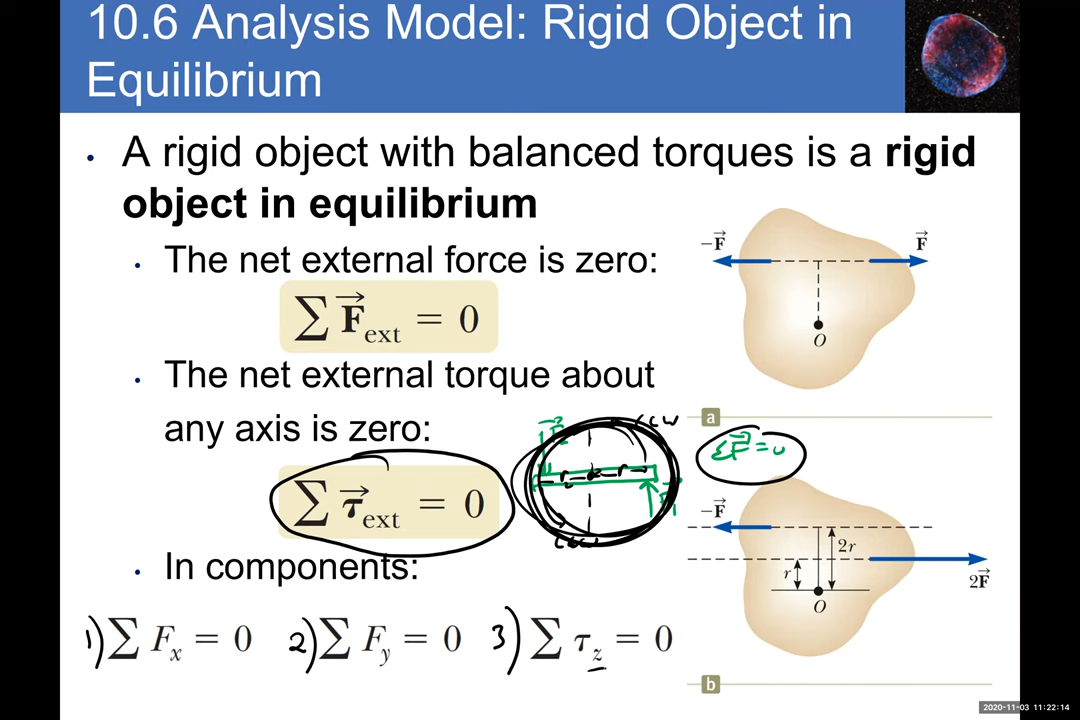 10.6 Analysis Model: Rigid Object in
Equilibrium
• A rigid object with balanced torques is a rigid
object in equilibrium
• The net external force is zero:
∑ F⃗ext = 0
• The net external torque about
any axis is zero:
∑ τ⃗ext = 0
• In components:
1) ∑ Fx = 0 2) ∑ Fy = 0 3) ∑ τz = 0
−F⃗ F⃗
O
a
ΣF⃗ = 0
−F⃗
2r
r
2F⃗
O
b
2020-11-03 11:22:14